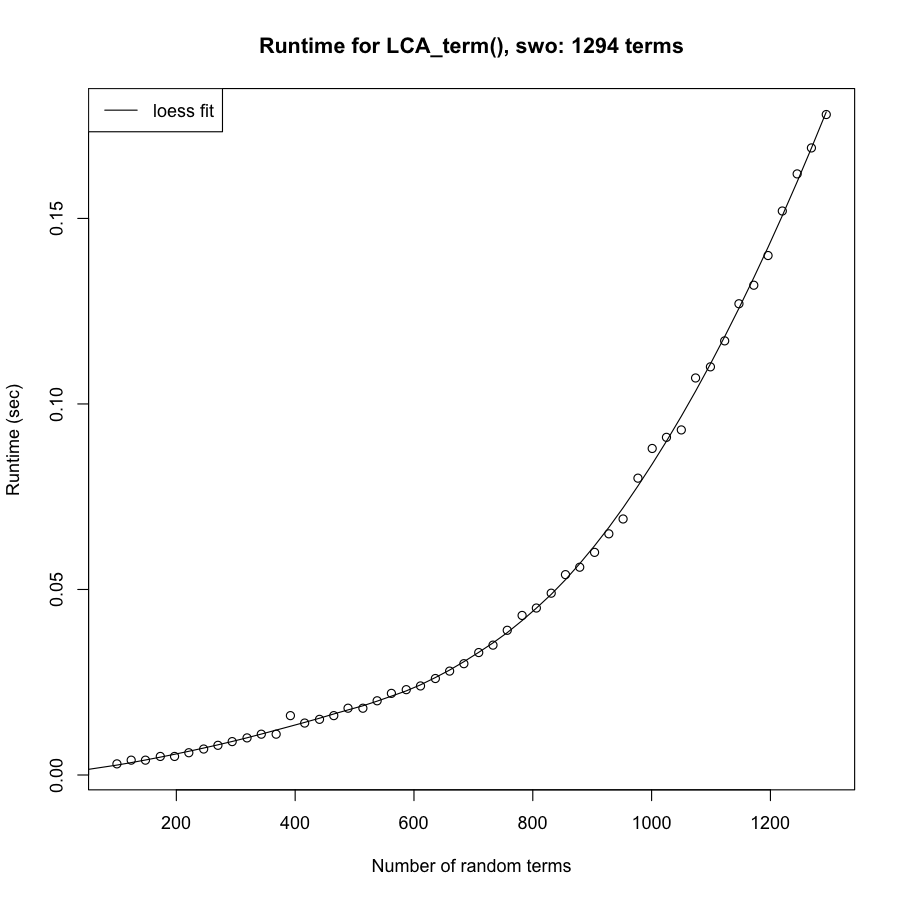 Runtime for LCA_term(), swo: 1294 terms
loess fit
Runtime (sec)
0.15
0.10
0.05
0.00
200 400 600 800 1000 1200
Number of random terms